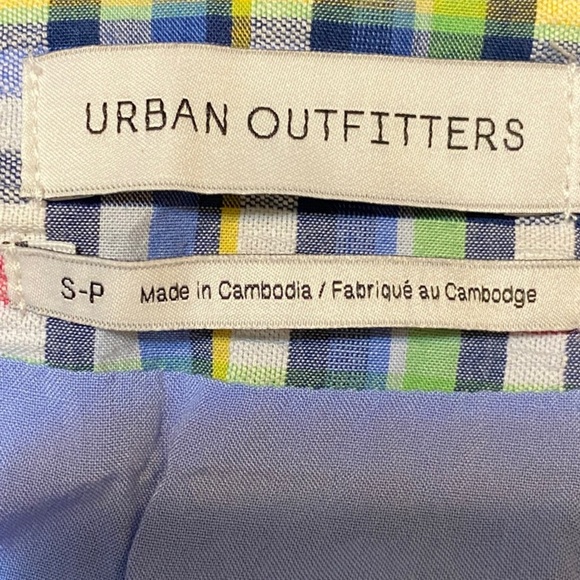 URBAN OUTFITTERS
S-P Made in Cambodia / Fabriqué au Cambodge